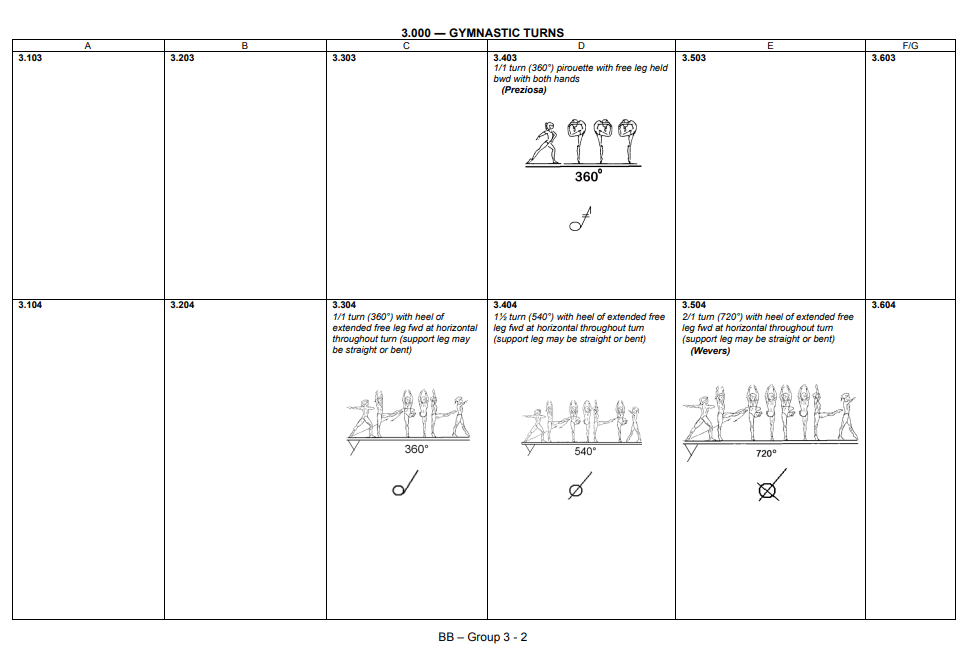 3.000 — GYMNASTIC TURNS
A B C D E F/G
3.103
3.203
3.303
3.403
1/1 turn (360°) pirouette with free leg held
bwd with both hands
(Preziosa)
360°
3.503
3.603
3.104
3.204
3.304
1/1 turn (360°) with heel of
extended free leg fwd at horizontal
throughout turn (support leg may
be straight or bent)
360°
3.404
1½ turn (540°) with heel of extended free
leg fwd at horizontal throughout turn
(support leg may be straight or bent)
540°
3.504
2/1 turn (720°) with heel of extended free
leg fwd at horizontal throughout turn
(support leg may be straight or bent)
(Wevers)
720°
3.604
BB – Group 3 - 2